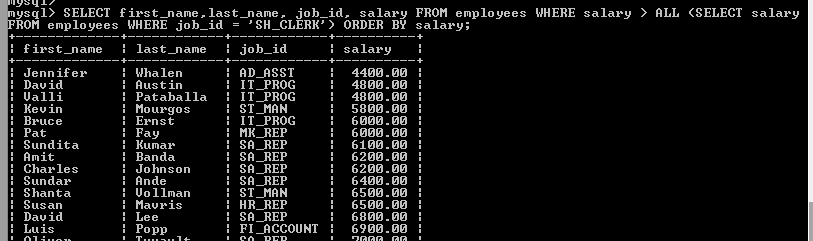 mysql>
mysql> SELECT first_name,last_name, job_id, salary FROM employees WHERE salary > ALL (SELECT salary
FROM employees WHERE job_id = 'SH_CLERK') ORDER BY salary;
+-------------+-------------+------------+----------+
| first_name | last_name | job_id | salary |
+-------------+-------------+------------+----------+
| Jennifer | Whalen | AD_ASST | 4400.00 |
| David | Austin | IT_PROG | 4800.00 |
| Valli | Pataballa | IT_PROG | 4800.00 |
| Kevin | Mourgos | ST_MAN | 5800.00 |
| Bruce | Ernst | IT_PROG | 6000.00 |
| Pat | Fay | MK_REP | 6000.00 |
| Sundita | Kumar | SA_REP | 6100.00 |
| Amit | Banda | SA_REP | 6200.00 |
| Charles | Johnson | SA_REP | 6200.00 |
| Sundar | Ande | SA_REP | 6400.00 |
| Shanta | Vollman | ST_MAN | 6500.00 |
| Susan | Mavris | HR_REP | 6500.00 |
| David | Lee | SA_REP | 6800.00 |
| Luis | Popp | FI_ACCOUNT | 6900.00 |
| Oliver | Tuvault | SA_REP | 7000.00 |